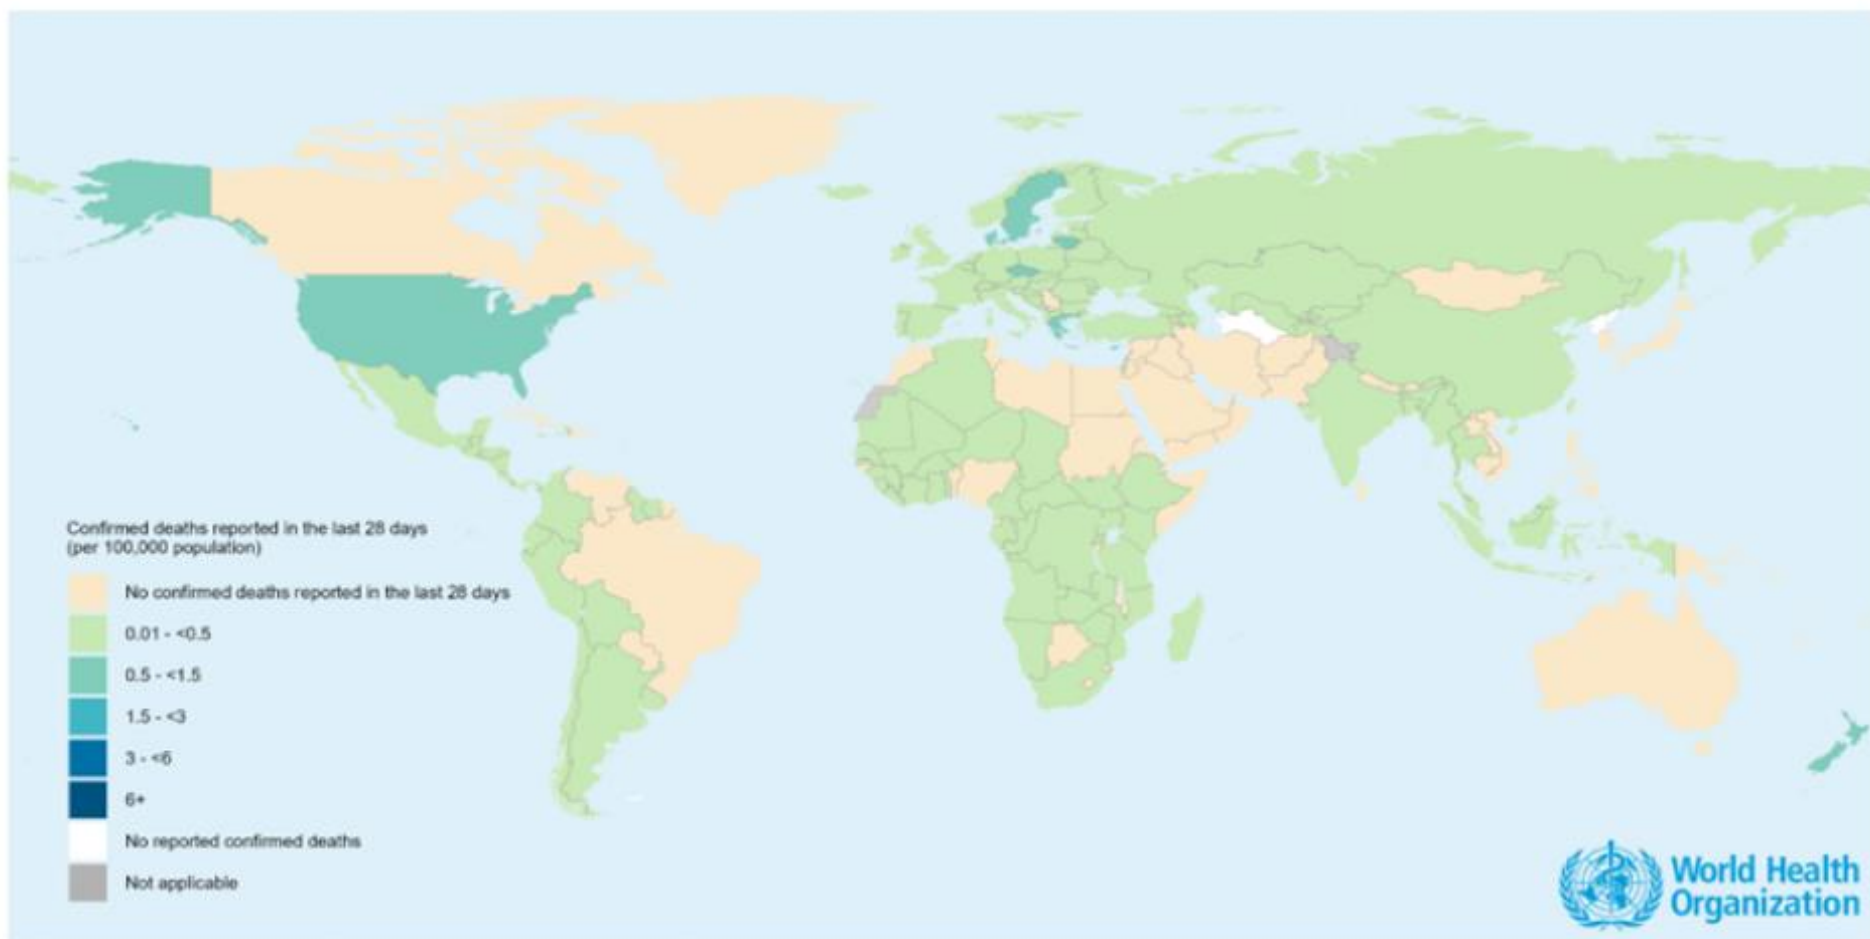 Confirmed deaths reported in the last 28 days
(per 100,000 population)
No confirmed deaths reported in the last 28 days
0.01 - <0.5
0.5 - <1.5
1.5 - <3
3 - <6
6+
No reported confirmed deaths
Not applicable
World Health
Organization